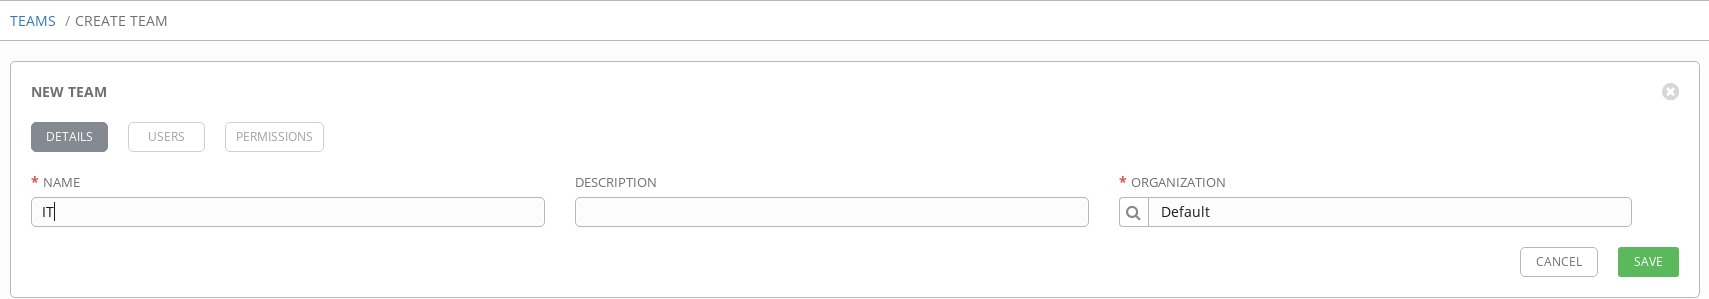 TEAMS / CREATE TEAM
NEW TEAM
DETAILS USERS PERMISSIONS
* NAME DESCRIPTION * ORGANIZATION
IT Default
CANCEL SAVE